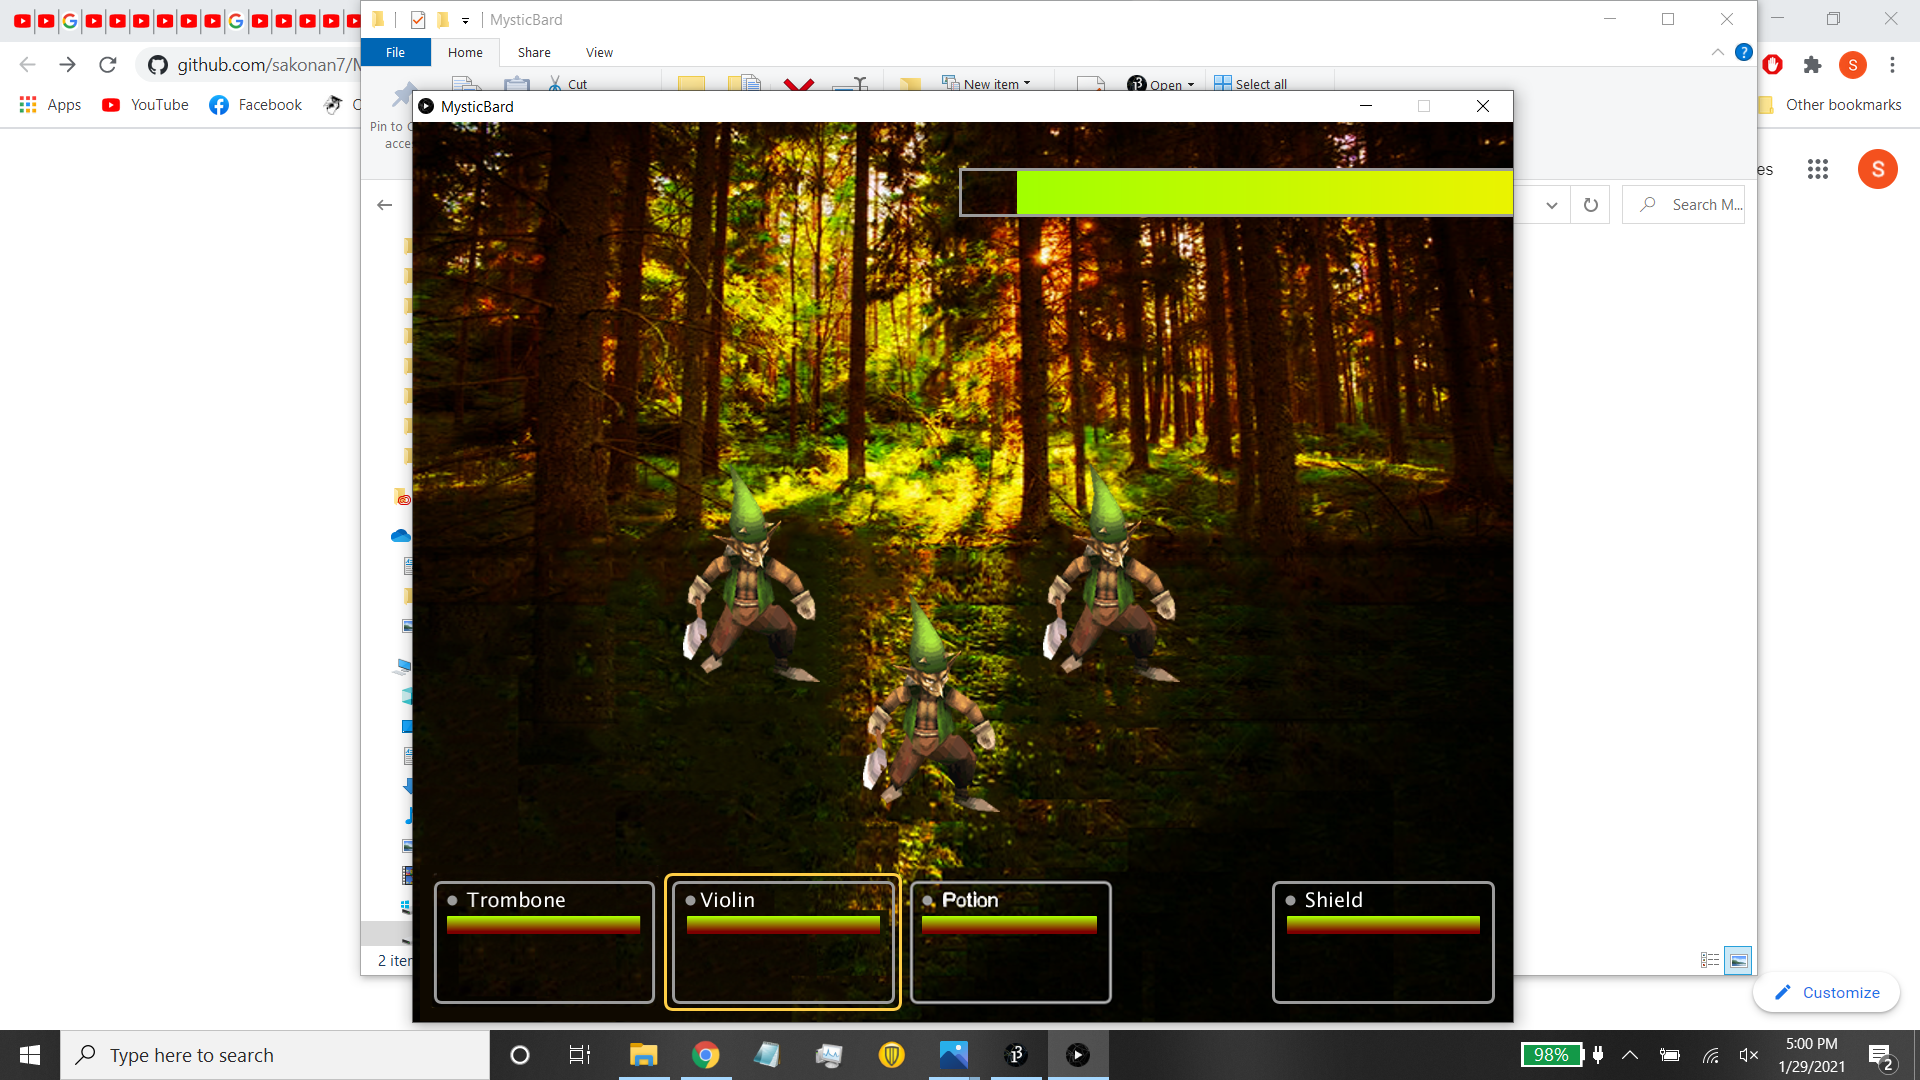 MysticBard
File
Home
Share
View
github.com/sakonan7/M
Cut
New item
Open
Select all
S
Apps
YouTube
Facebook
Other bookmarks
Pin to
MysticBard
S
Search M...
Trombone
Violin
Potion
Shield
2
Customize
Type here to search
98%
5:00 PM
1/29/2021
2